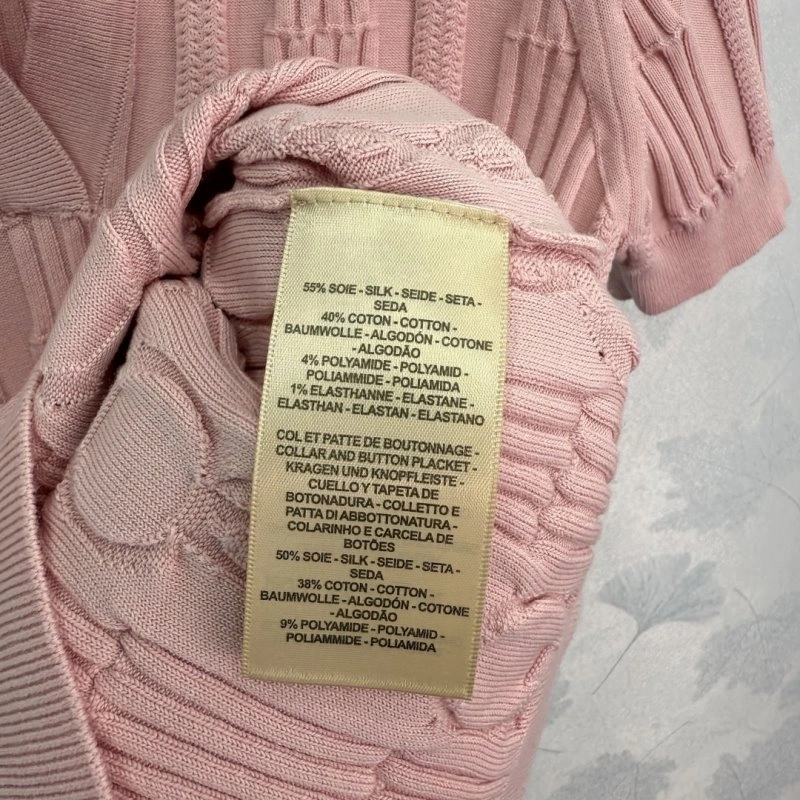 55% SOIE - SILK - SEIDE - SETA -
SEDA
40% COTON - COTTON -
BAUMWOLLE - ALGODÓN - COTONE
- ALGODÃO
4% POLYAMIDE - POLYAMID -
POLIAMMIDE - POLIAMIDA
1% ELASTHANNE - ELASTANE -
ELASTHAN - ELASTAN - ELASTANO
COL ET PATTE DE BOUTONNAGE -
COLLAR AND BUTTON PLACKET -
KRAGEN UND KNOPFLEISTE -
CUELLO Y TAPETA DE
BOTONADURA - COLLETTO E
PATTA DI ABBOTTONATURA -
COLARINHO E CARCELA DE
BOTÕES
50% SOIE - SILK - SEIDE - SETA -
SEDA
38% COTON - COTTON -
BAUMWOLLE - ALGODÓN - COTONE
- ALGODÃO
9% POLYAMIDE - POLYAMID -
POLIAMMIDE - POLIAMIDA